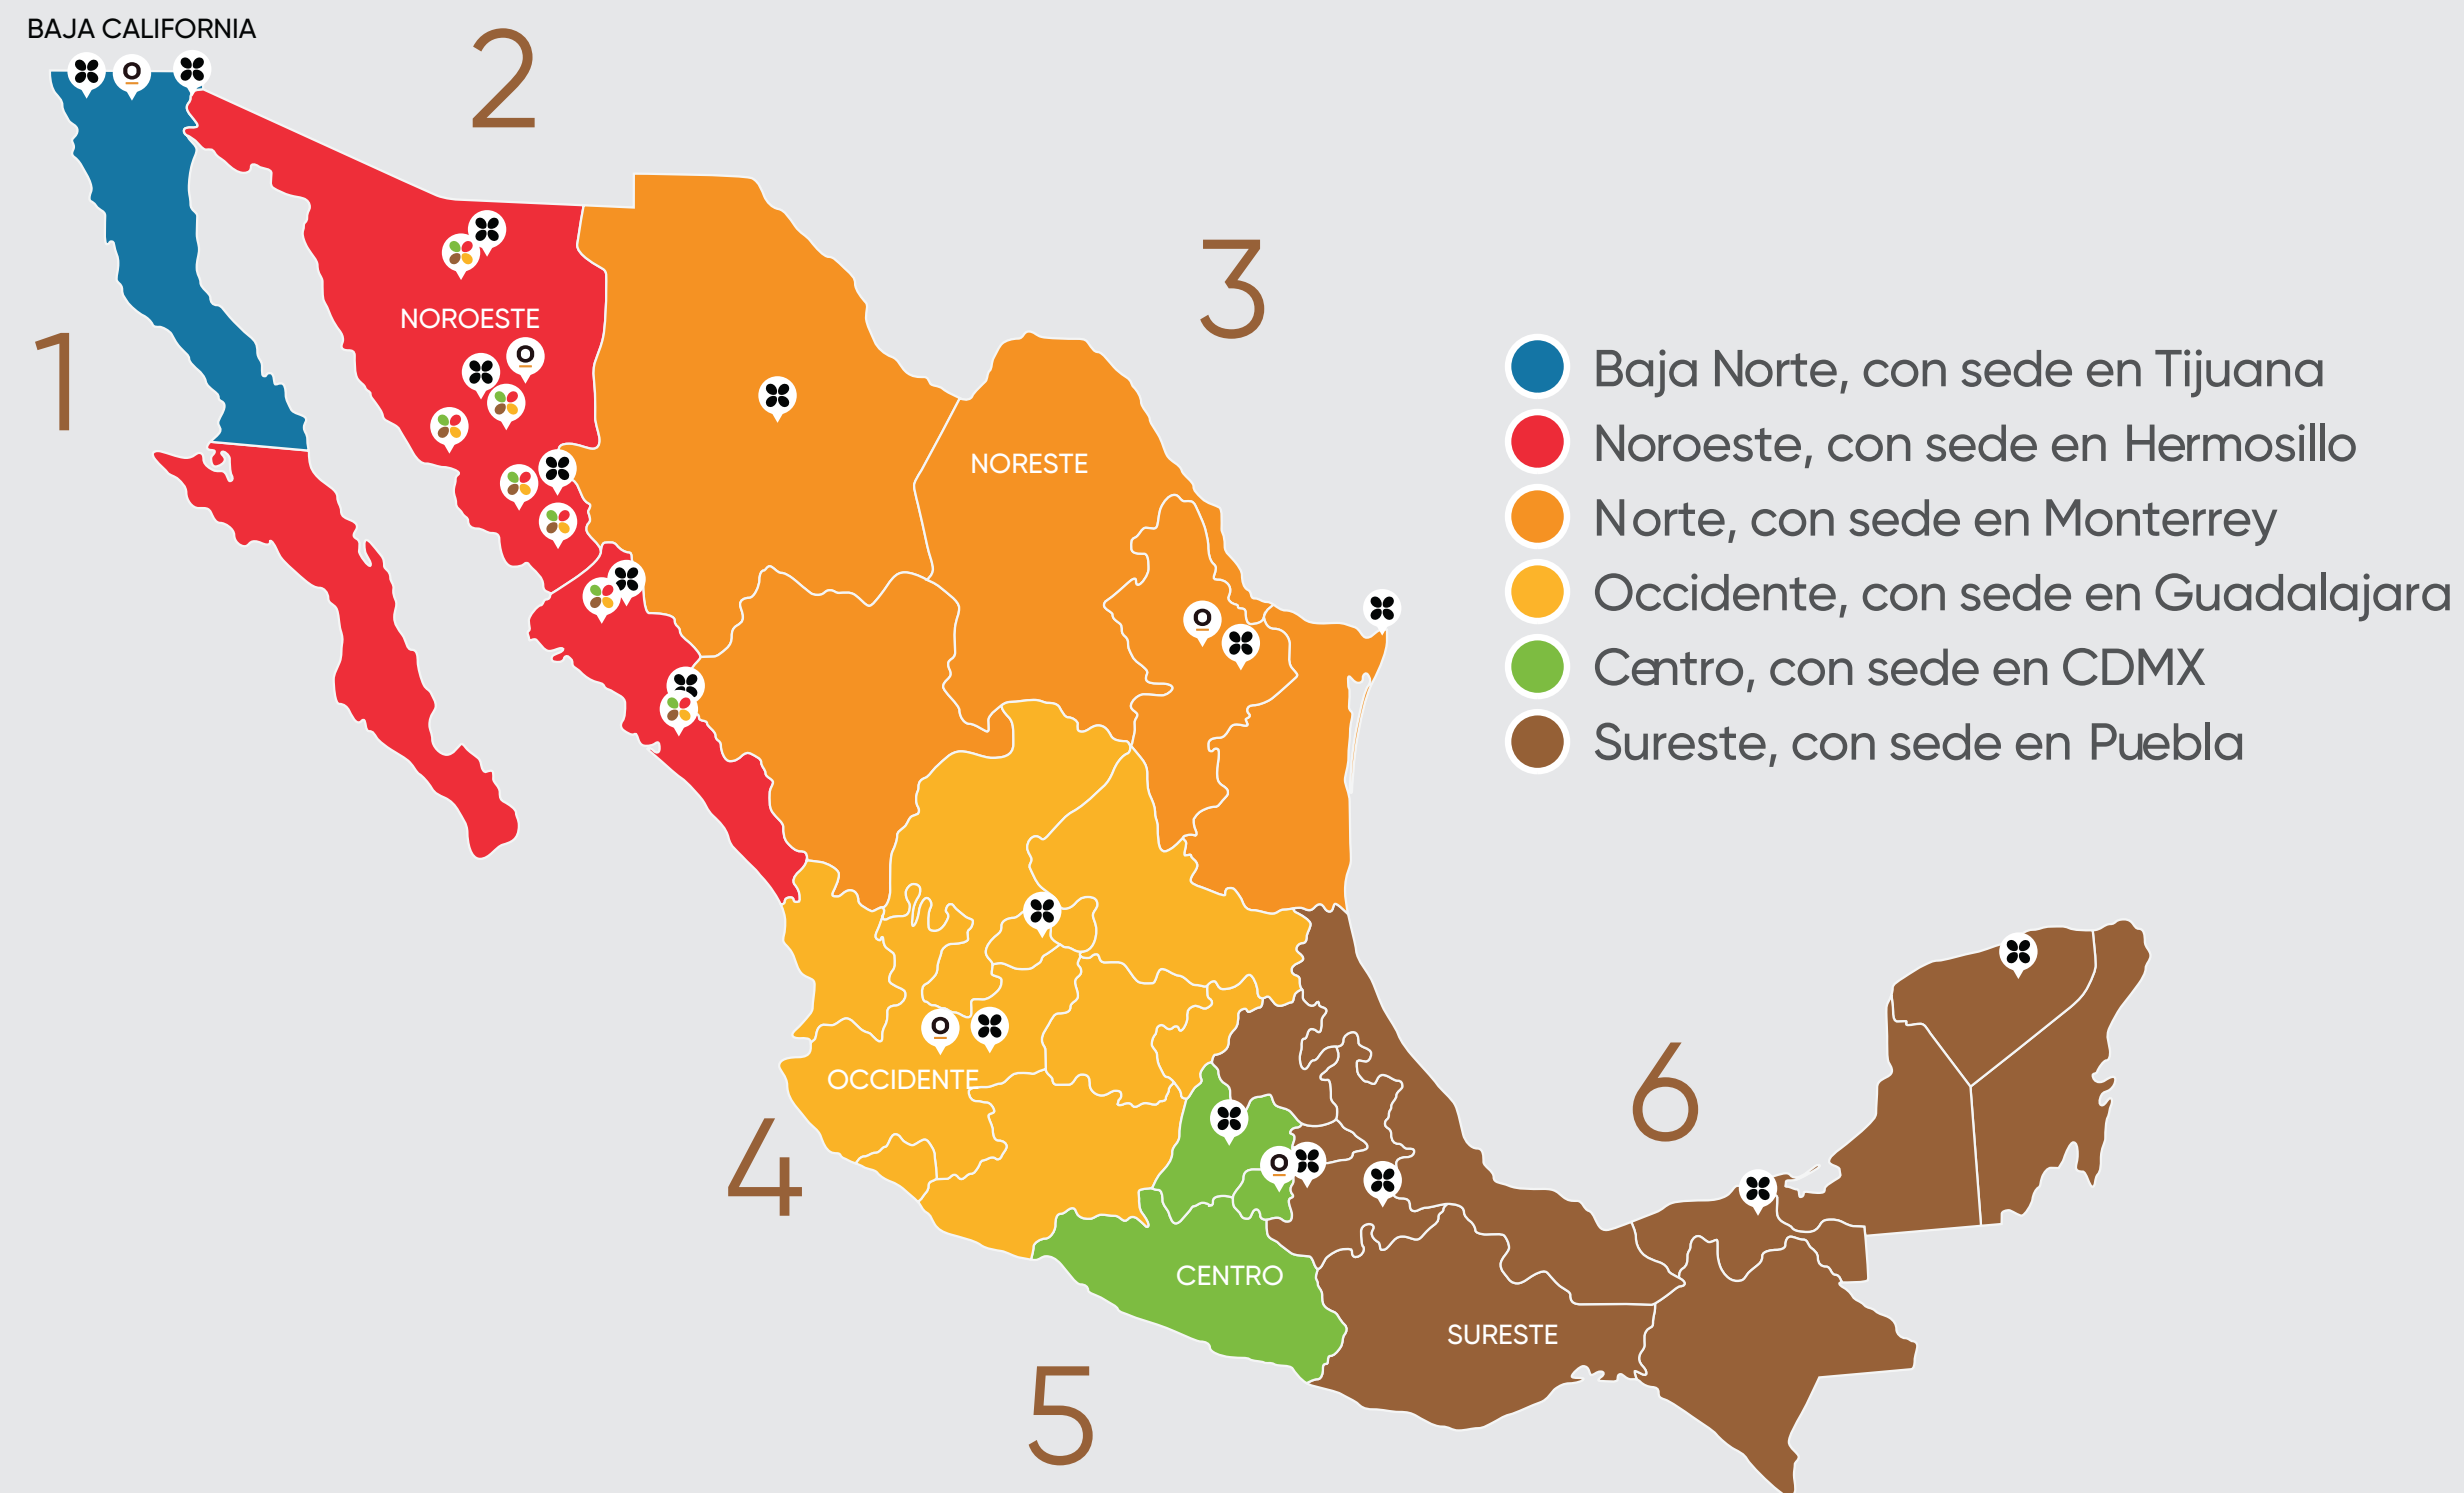 BAJA CALIFORNIA
2
1
NOROESTE
3
NORESTE
Baja Norte, con sede en Tijuana
Noroeste, con sede en Hermosillo
Norte, con sede en Monterrey
Occidente, con sede en Guadalajara
Centro, con sede en CDMX
Sureste, con sede en Puebla
OCCIDENTE
4
6
CENTRO
SURESTE
5